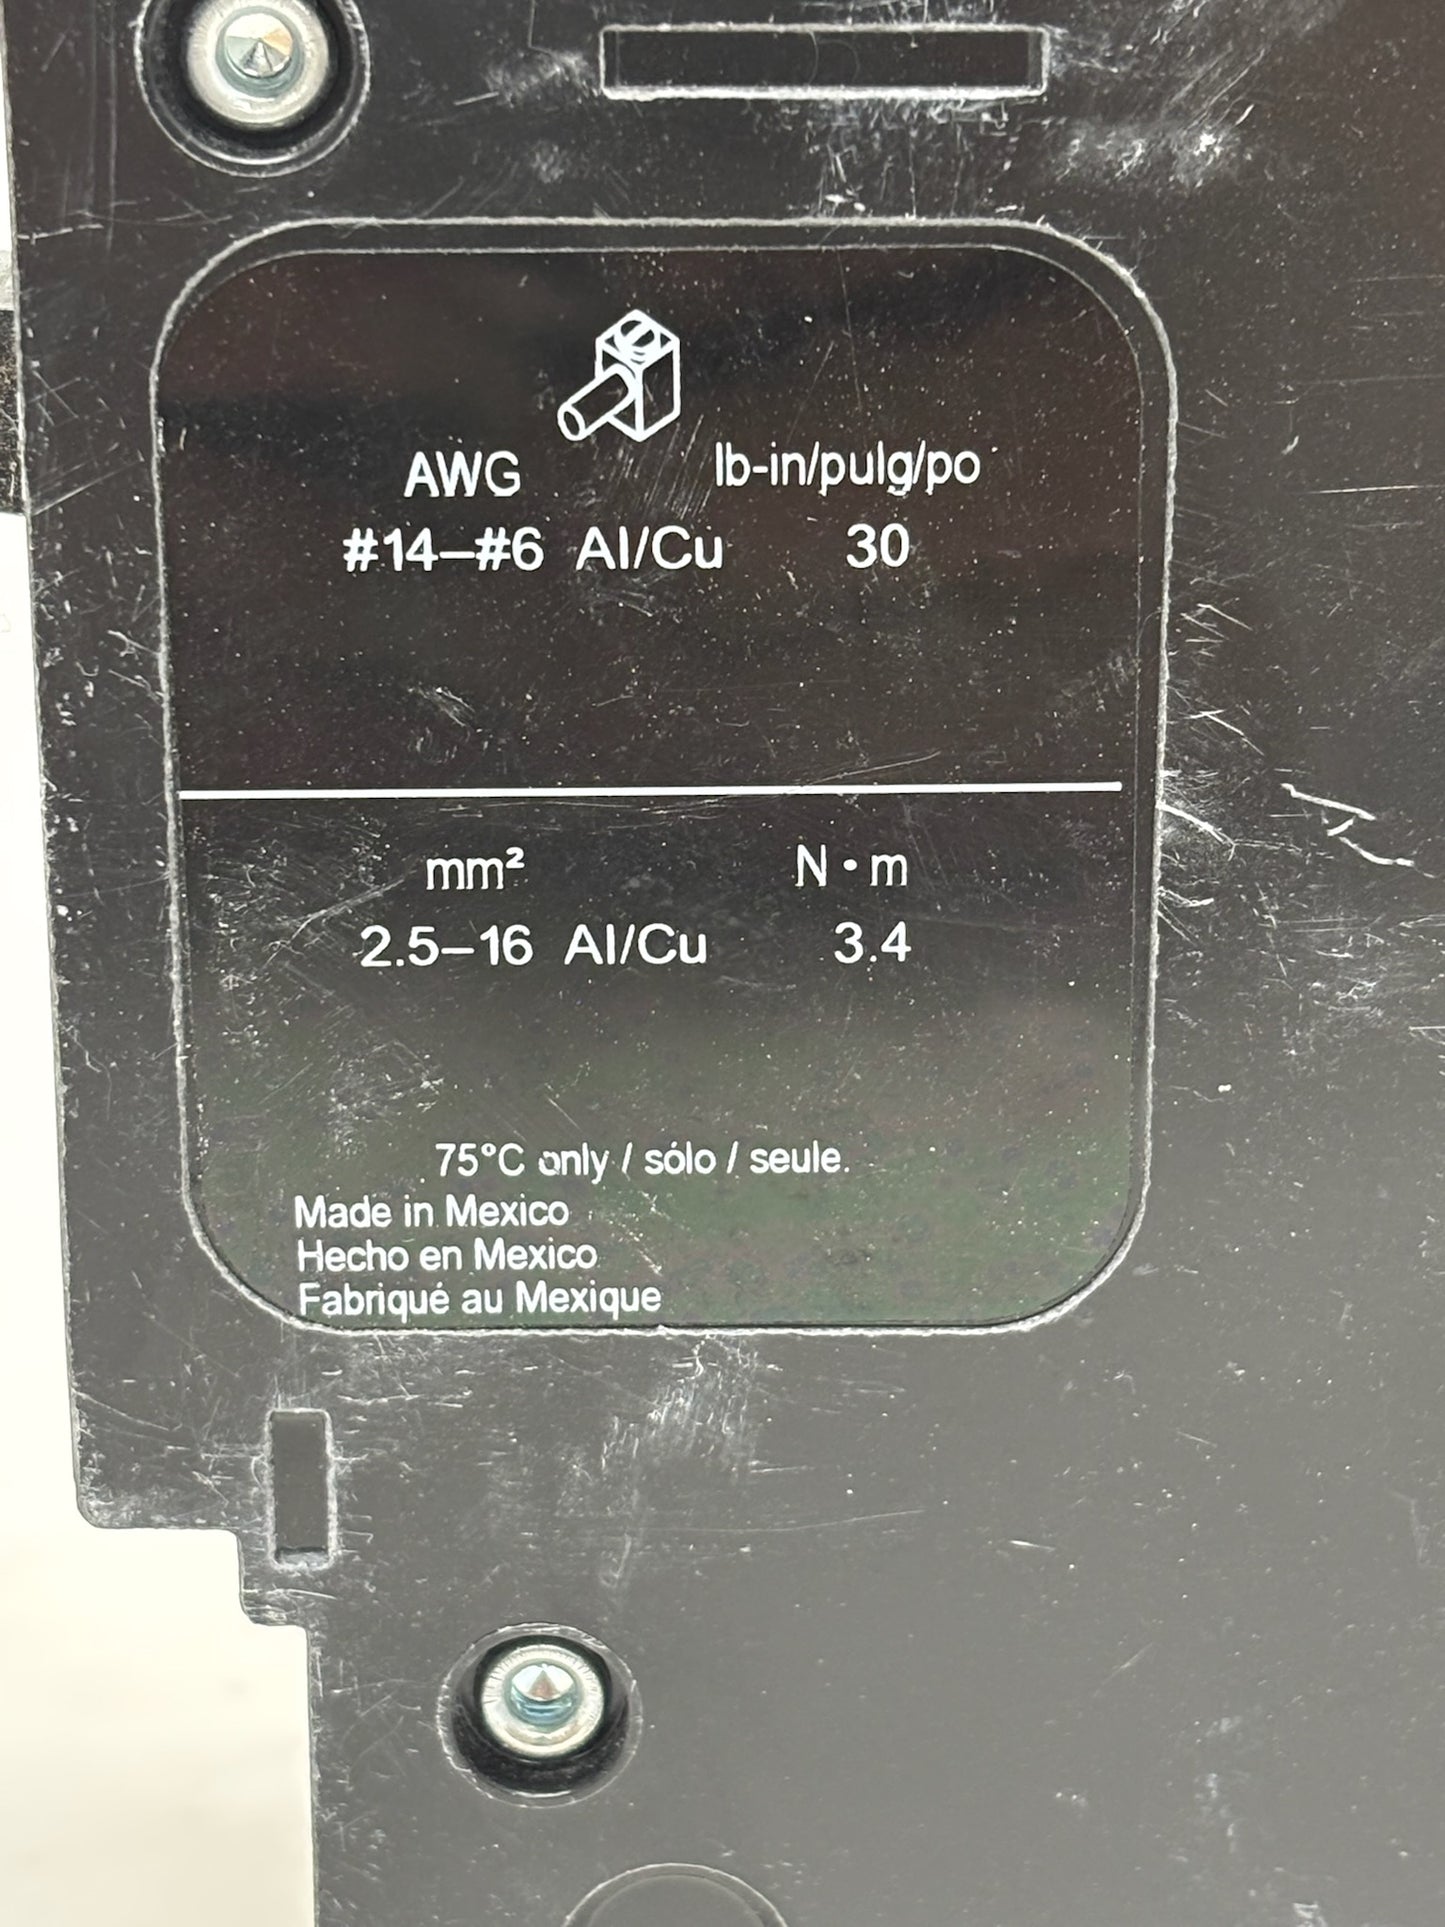 AWG lb-in/pulg/po
#14–#6 Al/Cu 30
mm² N•m
2.5–16 Al/Cu 3.4
75°C only / sólo / seule.
Made in Mexico
Hecho en Mexico
Fabriqué au Mexique